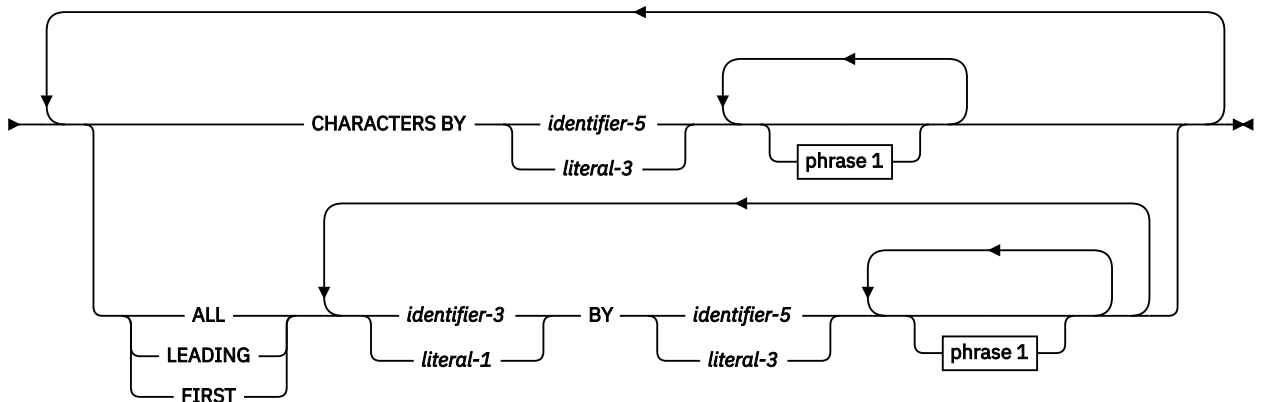 CHARACTERS BY identifier-5
literal-3 phrase 1
ALL identifier-3 BY identifier-5
LEADING literal-1 literal-3 phrase 1
FIRST